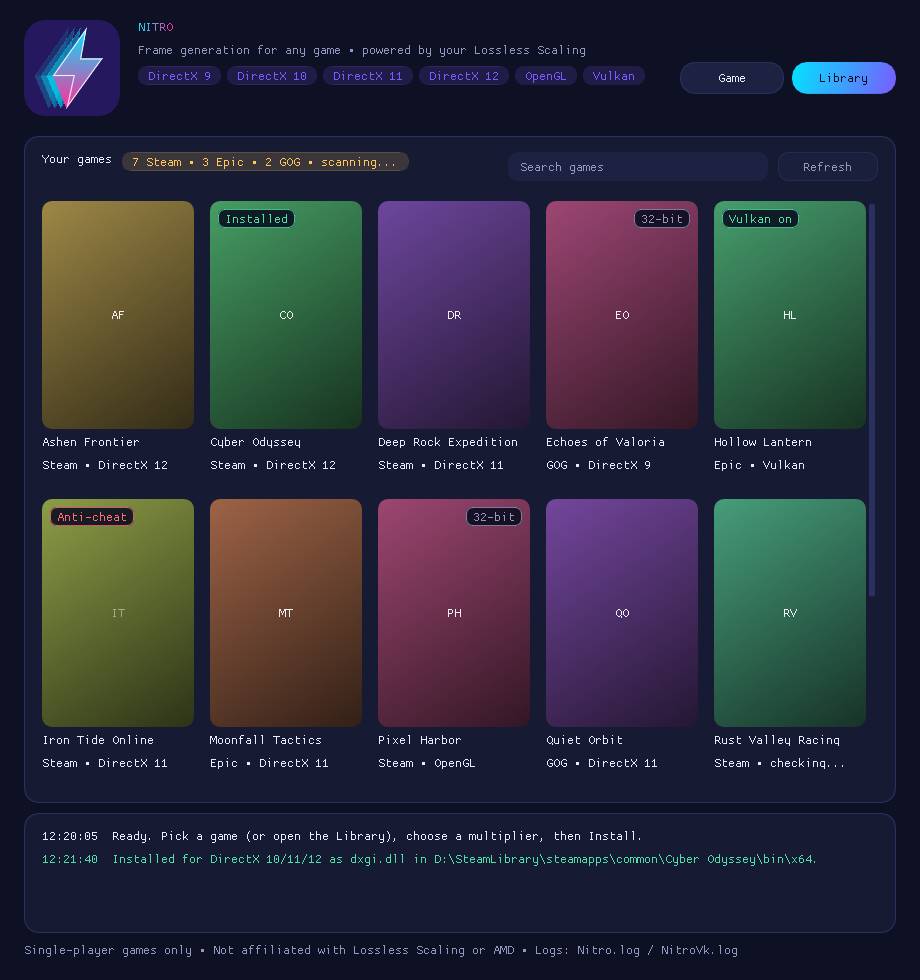 NITRO
Frame generation for any game • powered by your Lossless Scaling
DirectX 9 DirectX 10 DirectX 11 DirectX 12 OpenGL Vulkan
Game Library
Your games 7 Steam • 3 Epic • 2 GOG • scanning... Search games Refresh
Installed 32-bit Vulkan on
AF CO DR EO HL
Ashen Frontier Cyber Odyssey Deep Rock Expedition Echoes of Valoria Hollow Lantern
Steam • DirectX 12 Steam • DirectX 12 Steam • DirectX 11 GOG • DirectX 9 Epic • Vulkan
Anti-cheat 32-bit
IT MT PH QO RV
Iron Tide Online Moonfall Tactics Pixel Harbor Quiet Orbit Rust Valley Racing
Steam • DirectX 11 Epic • DirectX 11 Steam • OpenGL GOG • DirectX 11 Steam • checking...
12:20:05 Ready. Pick a game (or open the Library), choose a multiplier, then Install.
12:21:40 Installed for DirectX 10/11/12 as dxgi.dll in D:\SteamLibrary\steamapps\common\Cyber Odyssey\bin\x64.
Single-player games only • Not affiliated with Lossless Scaling or AMD • Logs: Nitro.log / NitroVk.log